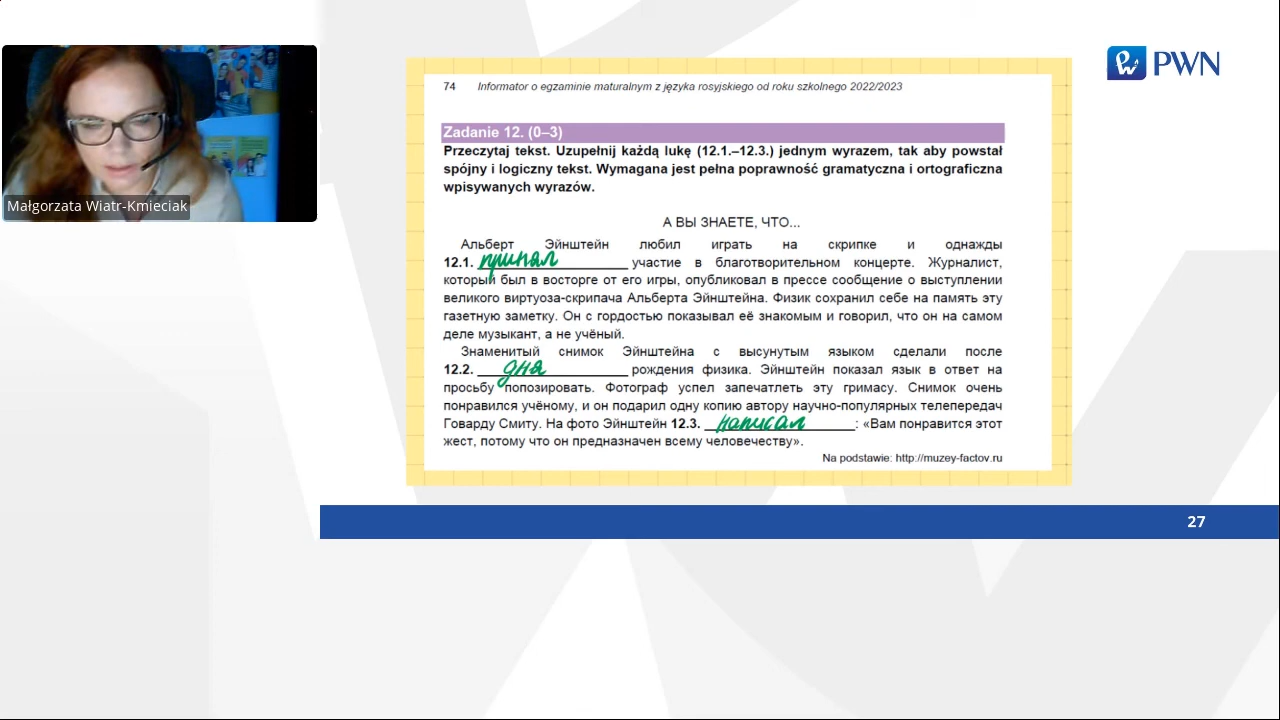 PWN
Małgorzata Wiatr-Kmieciak
74 Informator o egzaminie maturalnym z języka rosyjskiego od roku szkolnego 2022/2023
Zadanie 12. (0–3)
Przeczytaj tekst. Uzupełnij każdą lukę (12.1.–12.3.) jednym wyrazem, tak aby powstał
spójny i logiczny tekst. Wymagana jest pełna poprawność gramatyczna i ortograficzna
wpisywanych wyrazów.
А ВЫ ЗНАЕТЕ, ЧТО...
Альберт Эйнштейн любил играть на скрипке и однажды
12.1. принял участие в благотворительном концерте. Журналист,
который был в восторге от его игры, опубликовал в прессе сообщение о выступлении
великого виртуоза-скрипача Альберта Эйнштейна. Физик сохранил себе на память эту
газетную заметку. Он с гордостью показывал её знакомым и говорил, что он на самом
деле музыкант, а не учёный.
Знаменитый снимок Эйнштейна с высунутым языком сделали после
12.2. дня рождения физика. Эйнштейн показал язык в ответ на
просьбу попозировать. Фотограф успел запечатлеть эту гримасу. Снимок очень
понравился учёному, и он подарил одну копию автору научно-популярных телепередач
Говарду Смиту. На фото Эйнштейн 12.3. написал : «Вам понравится этот
жест, потому что он предназначен всему человечеству».
Na podstawie: http://muzey-factov.ru
27